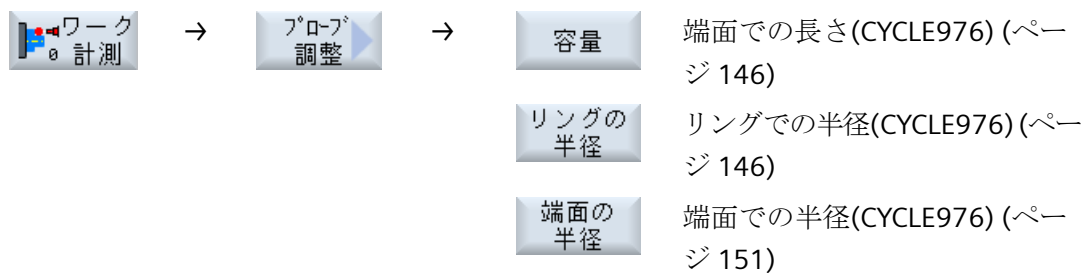 ワーク
0 計測
→
プローブ
調整
→
容量
端面での長さ(CYCLE976) (ペー
ジ 146)
リングの
半径
リングでの半径(CYCLE976) (ペー
ジ 146)
端面の
半径
端面での半径(CYCLE976) (ペー
ジ 151)